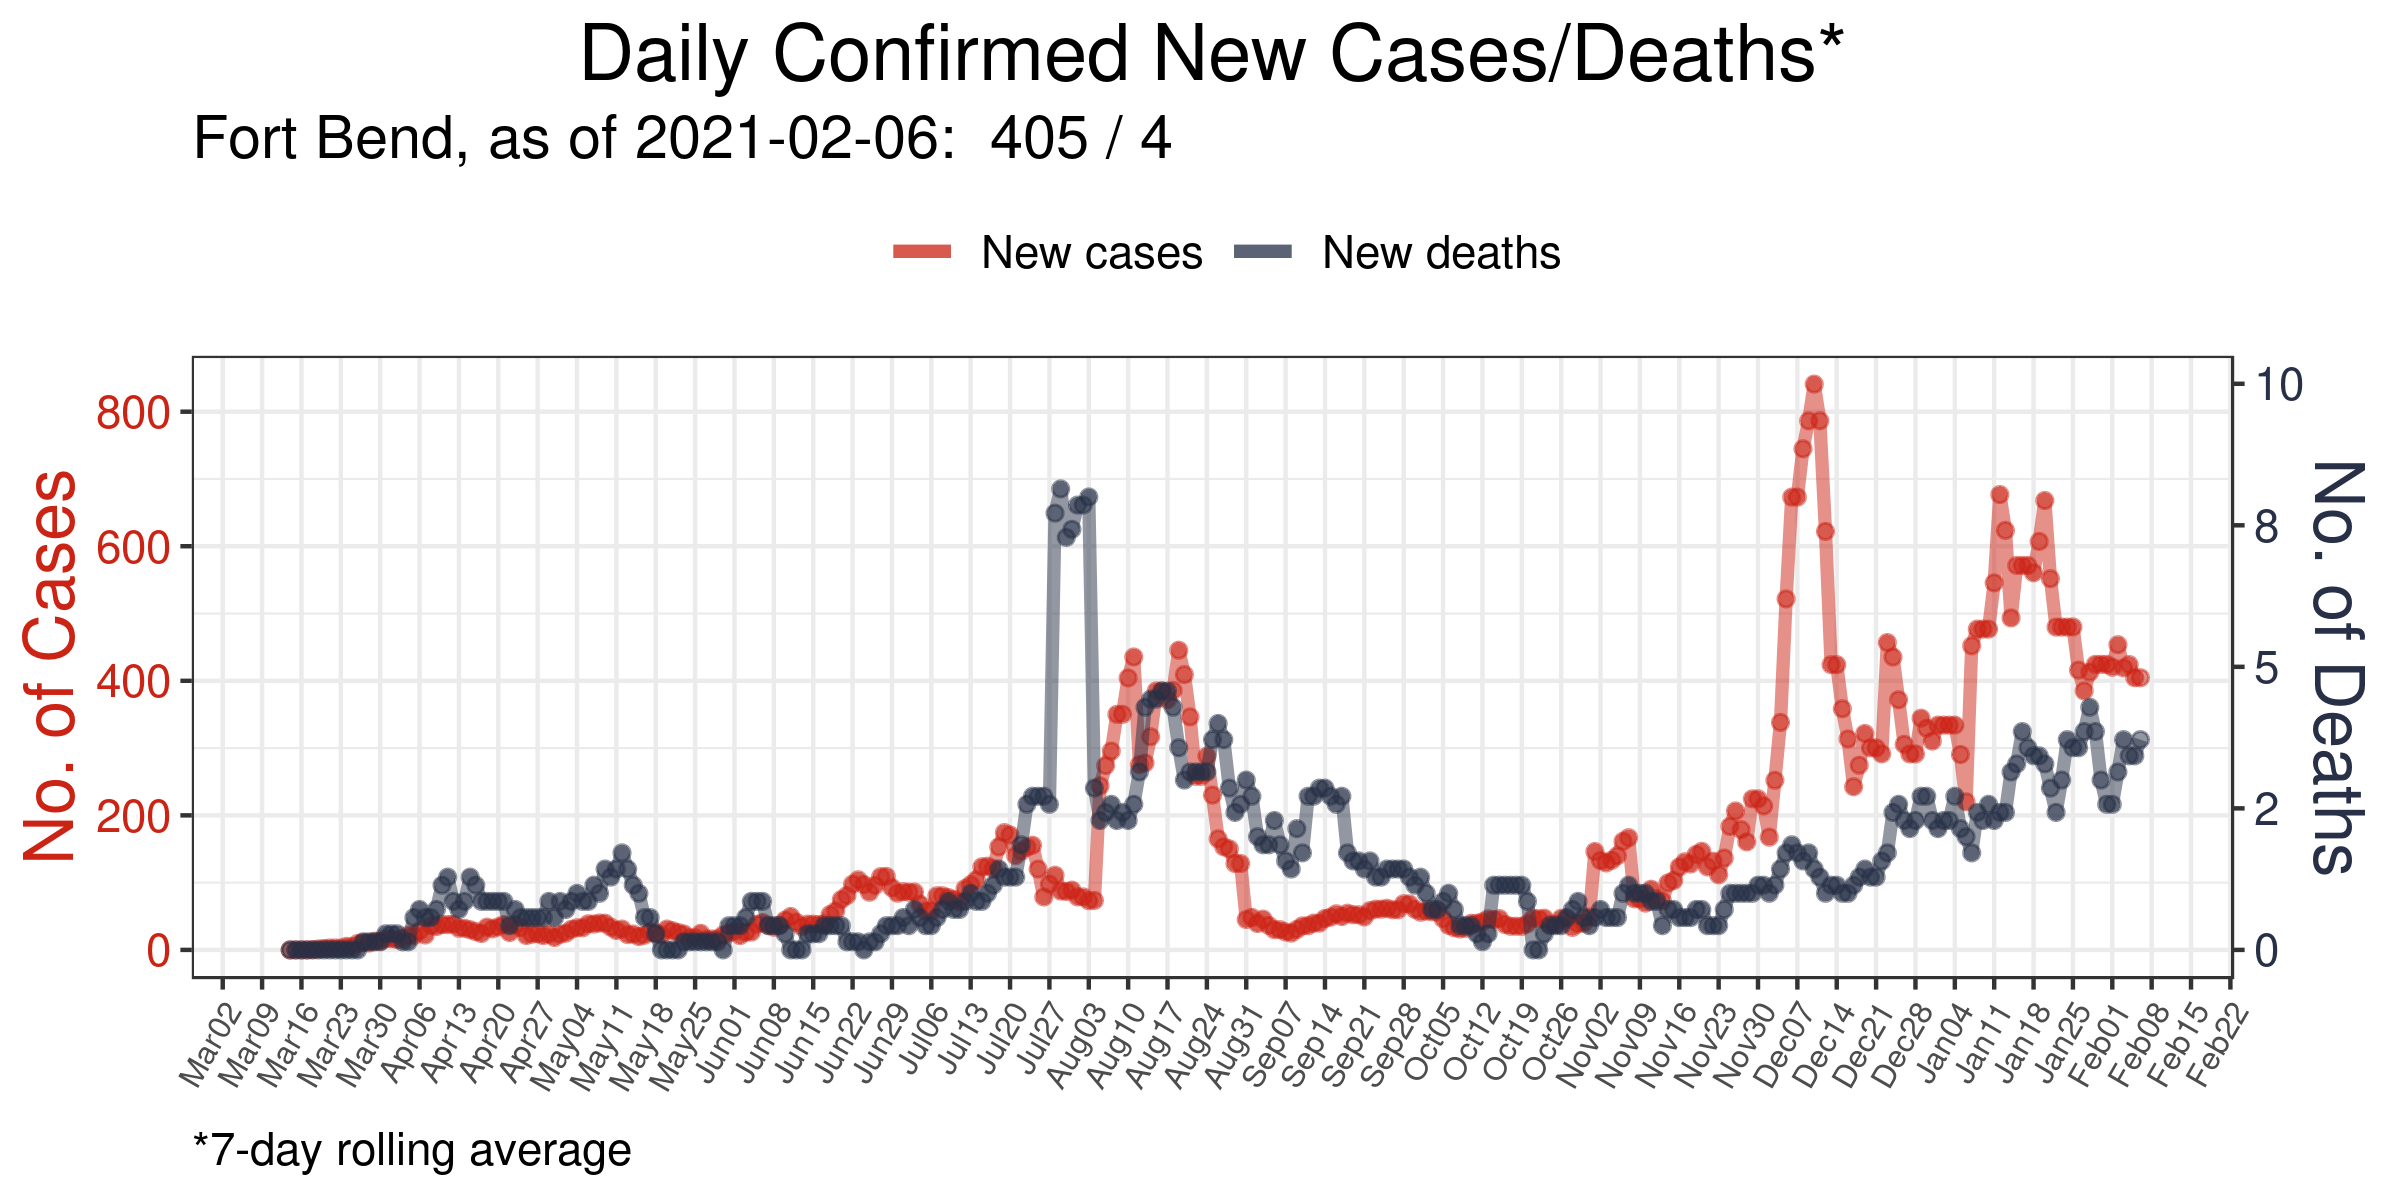 Daily Confirmed New Cases/Deaths*
Fort Bend, as of 2021-02-06:  405 / 4
New cases
New deaths
No. of Cases
800
600
400
200
0
10
8
5
2
0
No. of Deaths
Mar02
Mar09
Mar16
Mar23
Mar30
Apr06
Apr13
Apr20
Apr27
May04
May11
May18
May25
Jun01
Jun08
Jun15
Jun22
Jun29
Jul06
Jul13
Jul20
Jul27
Aug03
Aug10
Aug17
Aug24
Aug31
Sep07
Sep14
Sep21
Sep28
Oct05
Oct12
Oct19
Oct26
Nov02
Nov09
Nov16
Nov23
Nov30
Dec07
Dec14
Dec21
Dec28
Jan04
Jan11
Jan18
Jan25
Feb01
Feb08
Feb15
Feb22
*7-day rolling average